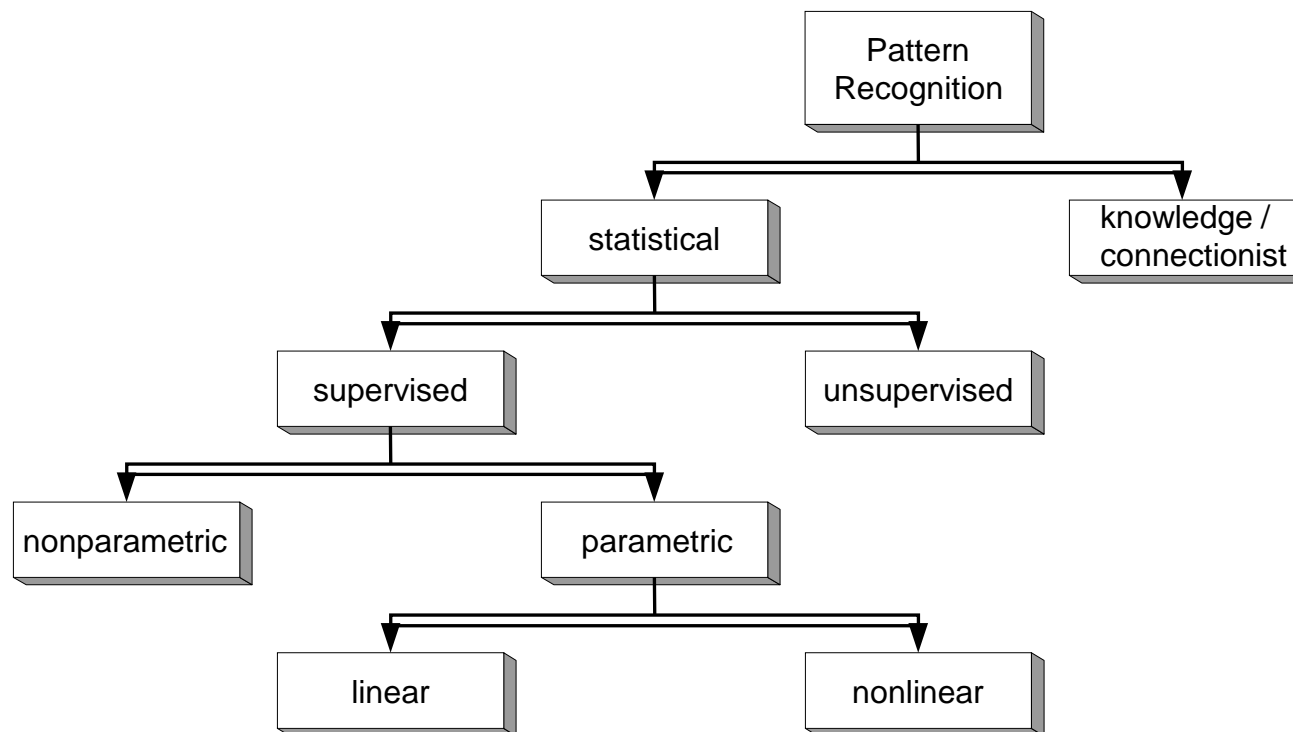 Pattern
Recognition
statistical
knowledge /
connectionist
supervised
unsupervised
nonparametric
parametric
linear
nonlinear